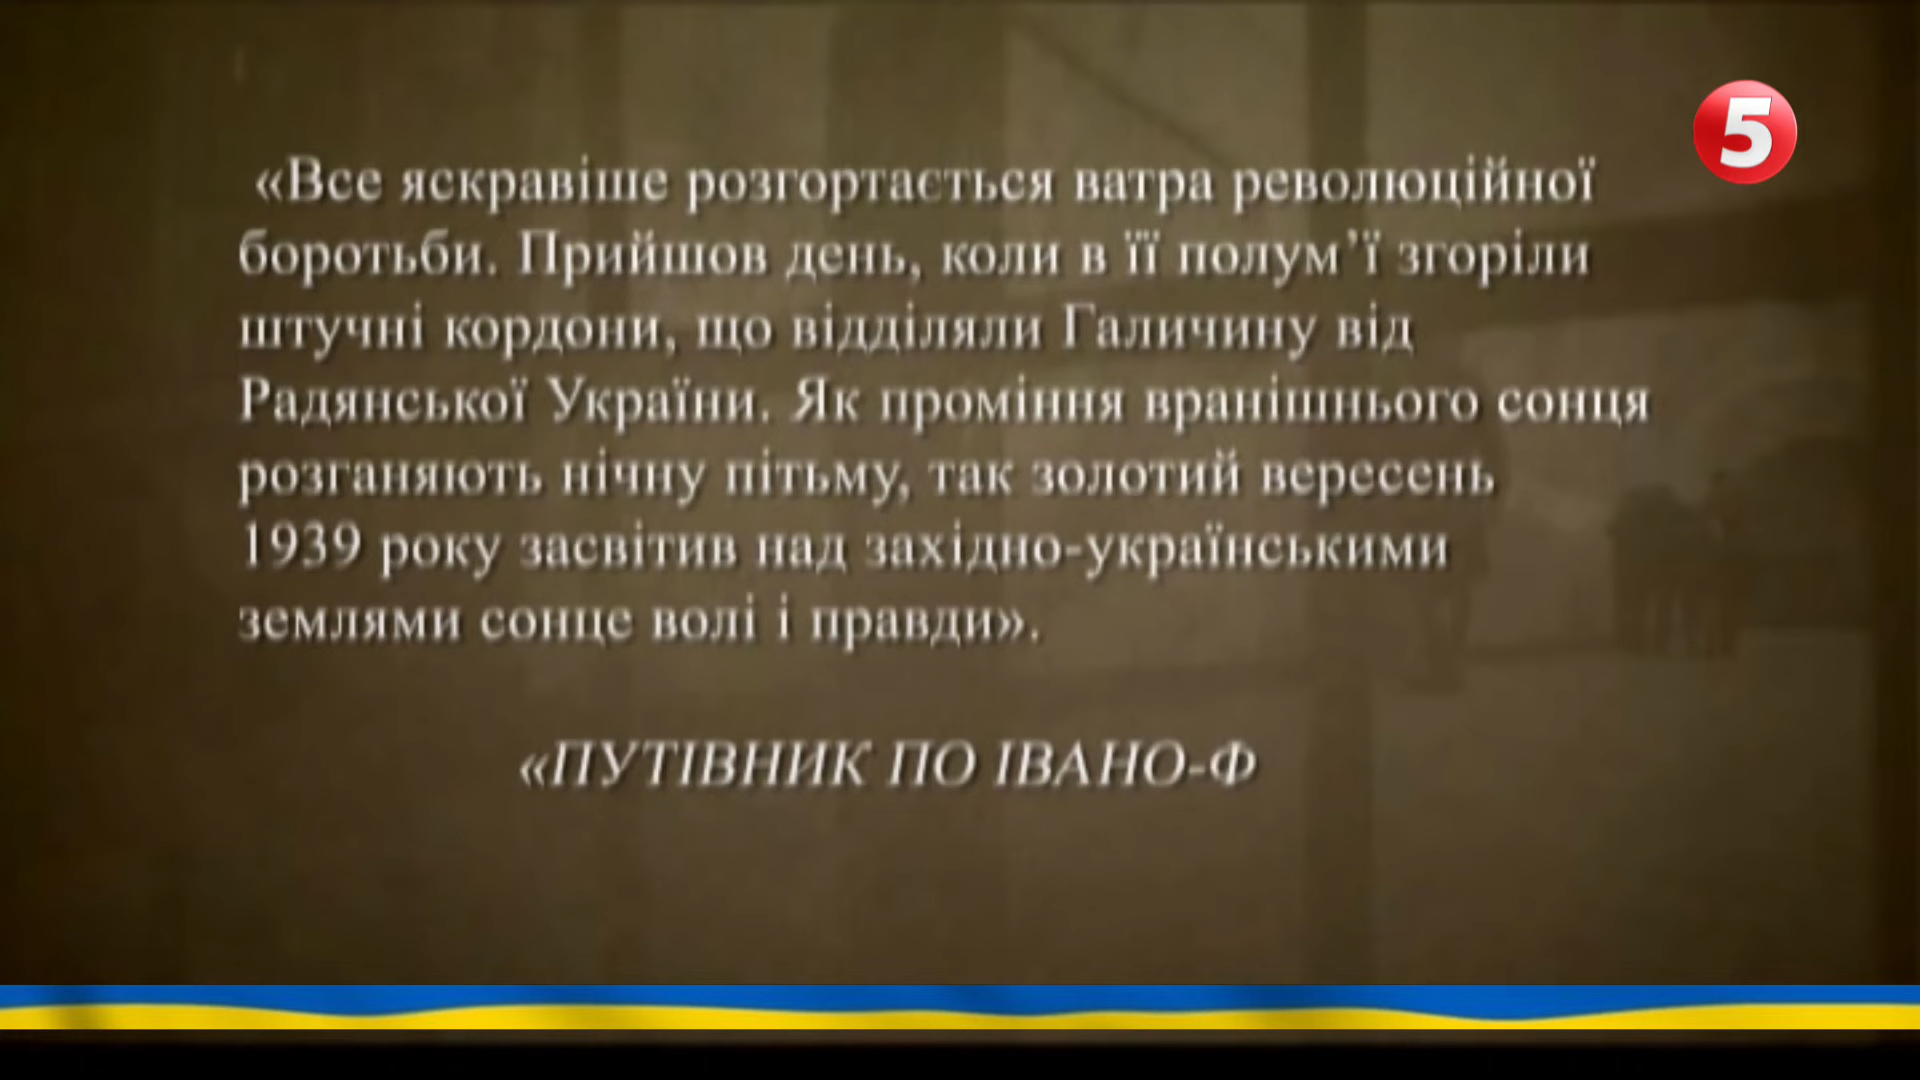 5
«Все яскравіше розгортається ватра революційної
боротьби. Прийшов день, коли в її полум’ї згоріли
штучні кордони, що відділяли Галичину від
Радянської України. Як проміння вранішнього сонця
розганяють нічну пітьму, так золотий вересень
1939 року засвітив над західно-українськими
землями сонце волі і правди».
«ПУТІВНИК ПО ІВАНО-Ф